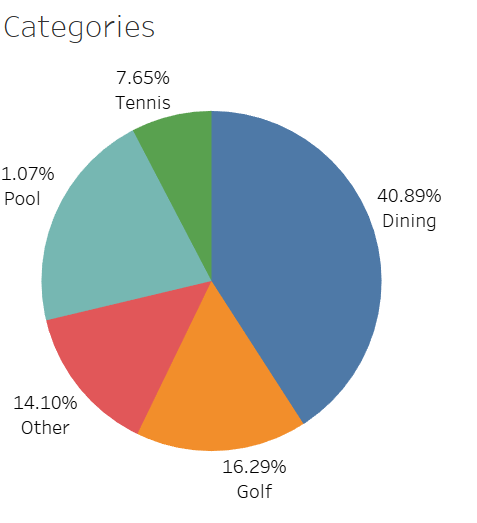 Categories
7.65%
Tennis
1.07%
Pool
40.89%
Dining
14.10%
Other
16.29%
Golf